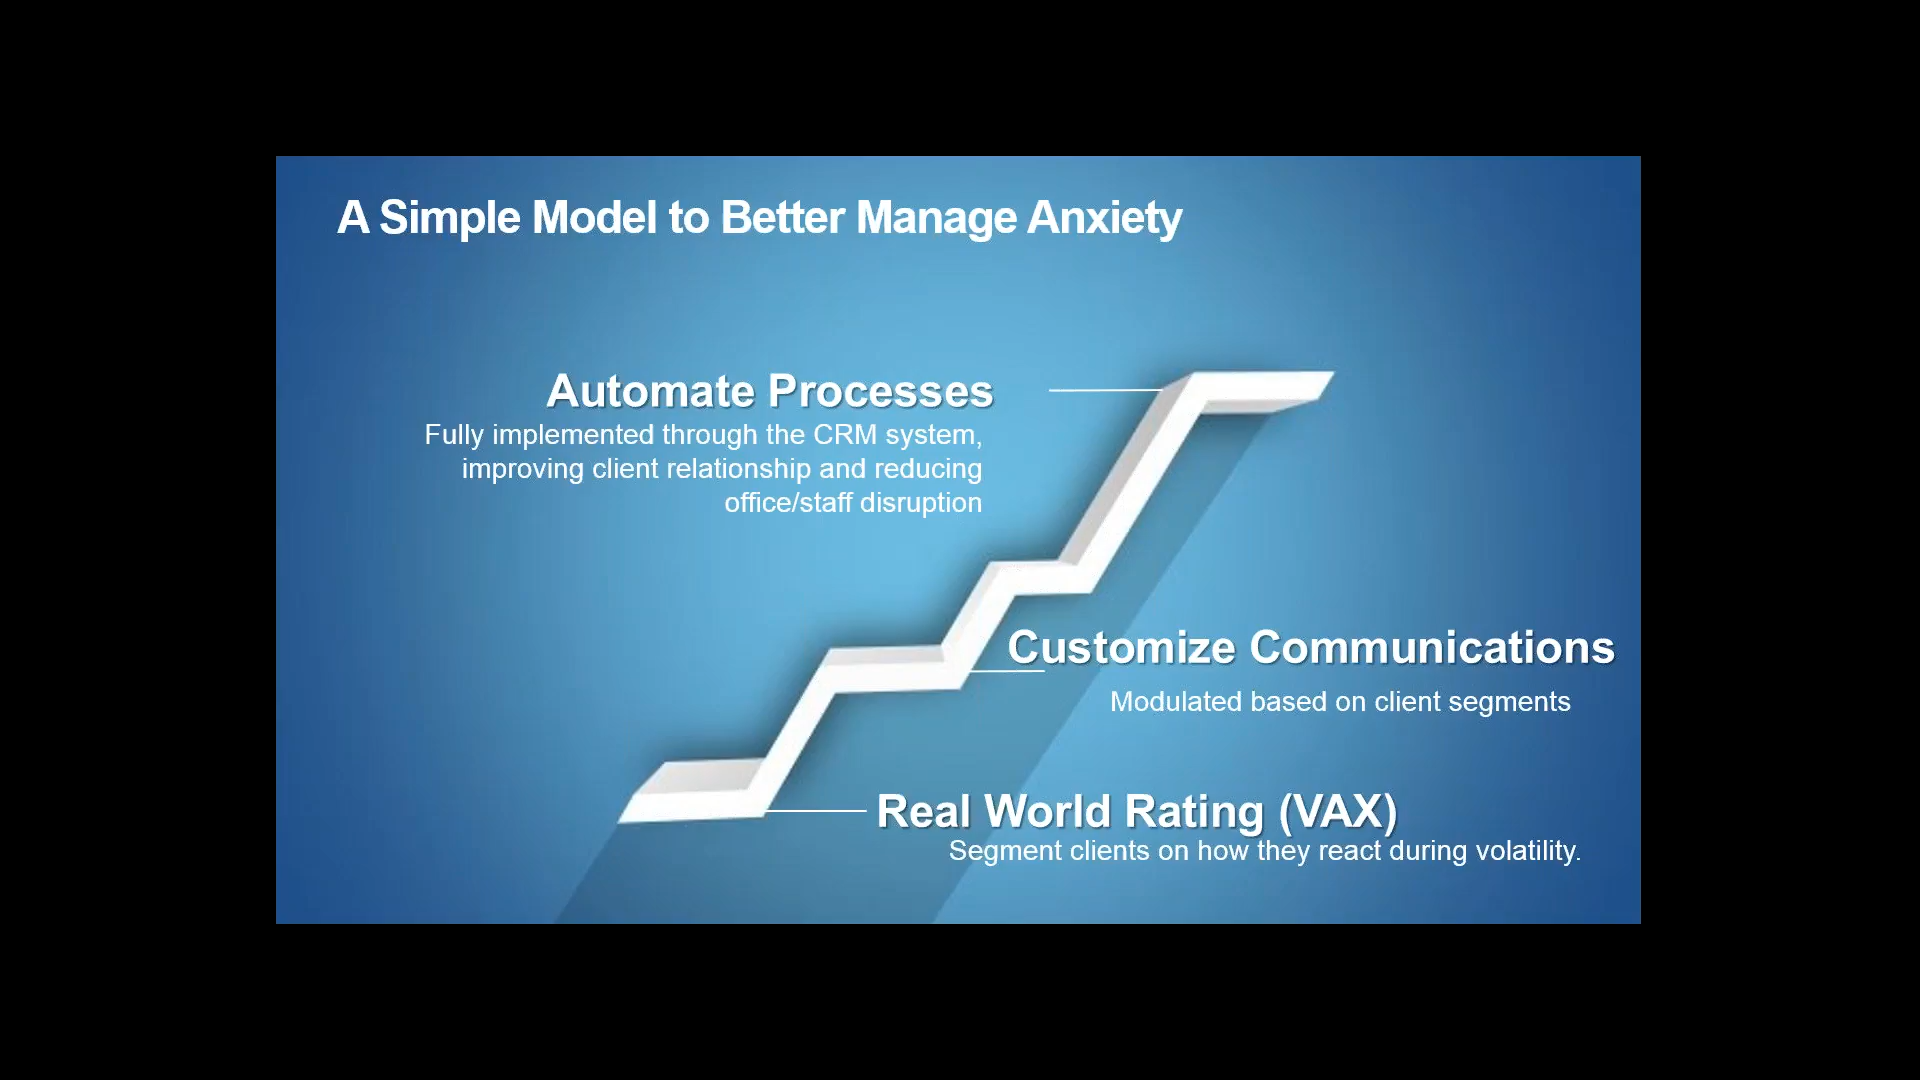 A Simple Model to Better Manage Anxiety
Automate Processes
Fully implemented through the CRM system,
improving client relationship and reducing
office/staff disruption
Customize Communications
Modulated based on client segments
Real World Rating (VAX)
Segment clients on how they react during volatility.